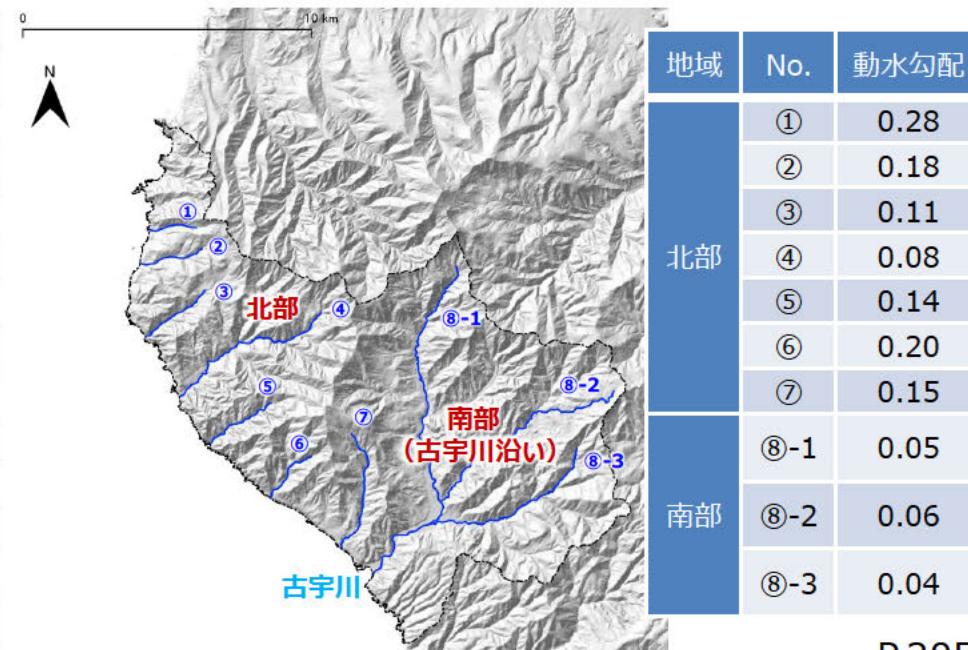 0 10 km
N
①
②
③
北部
④
⑧-1
⑤
⑧-2
⑦
南部
(古宇川沿い)
⑥
⑧-3
古宇川
地域 No. 動水勾配
北部
① 0.28
② 0.18
③ 0.11
④ 0.08
⑤ 0.14
⑥ 0.20
⑦ 0.15
南部
⑧-1 0.05
⑧-2 0.06
⑧-3 0.04